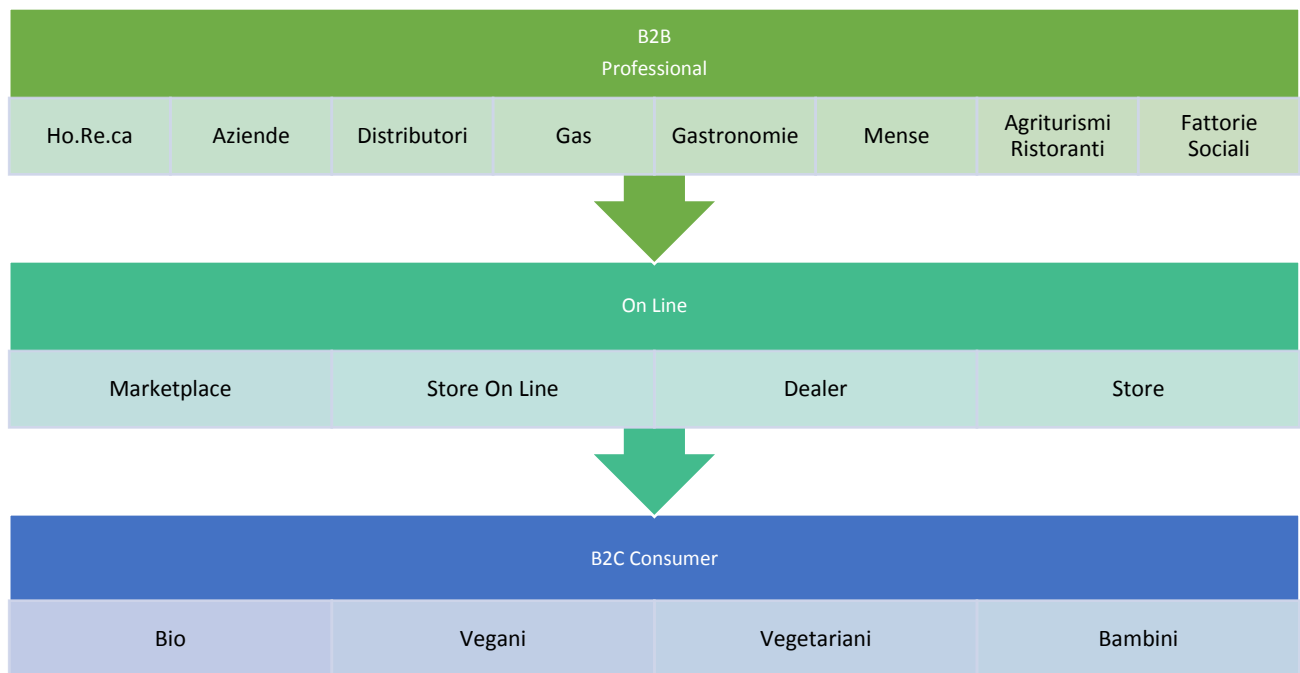 B2B
Professional
Ho.Re.ca
Aziende
Distributori
Gas
Gastronomie
Mense
Agriturismi
Ristoranti
Fattorie
Sociali
On Line
Marketplace
Store On Line
Dealer
Store
B2C Consumer
Bio
Vegani
Vegetariani
Bambini